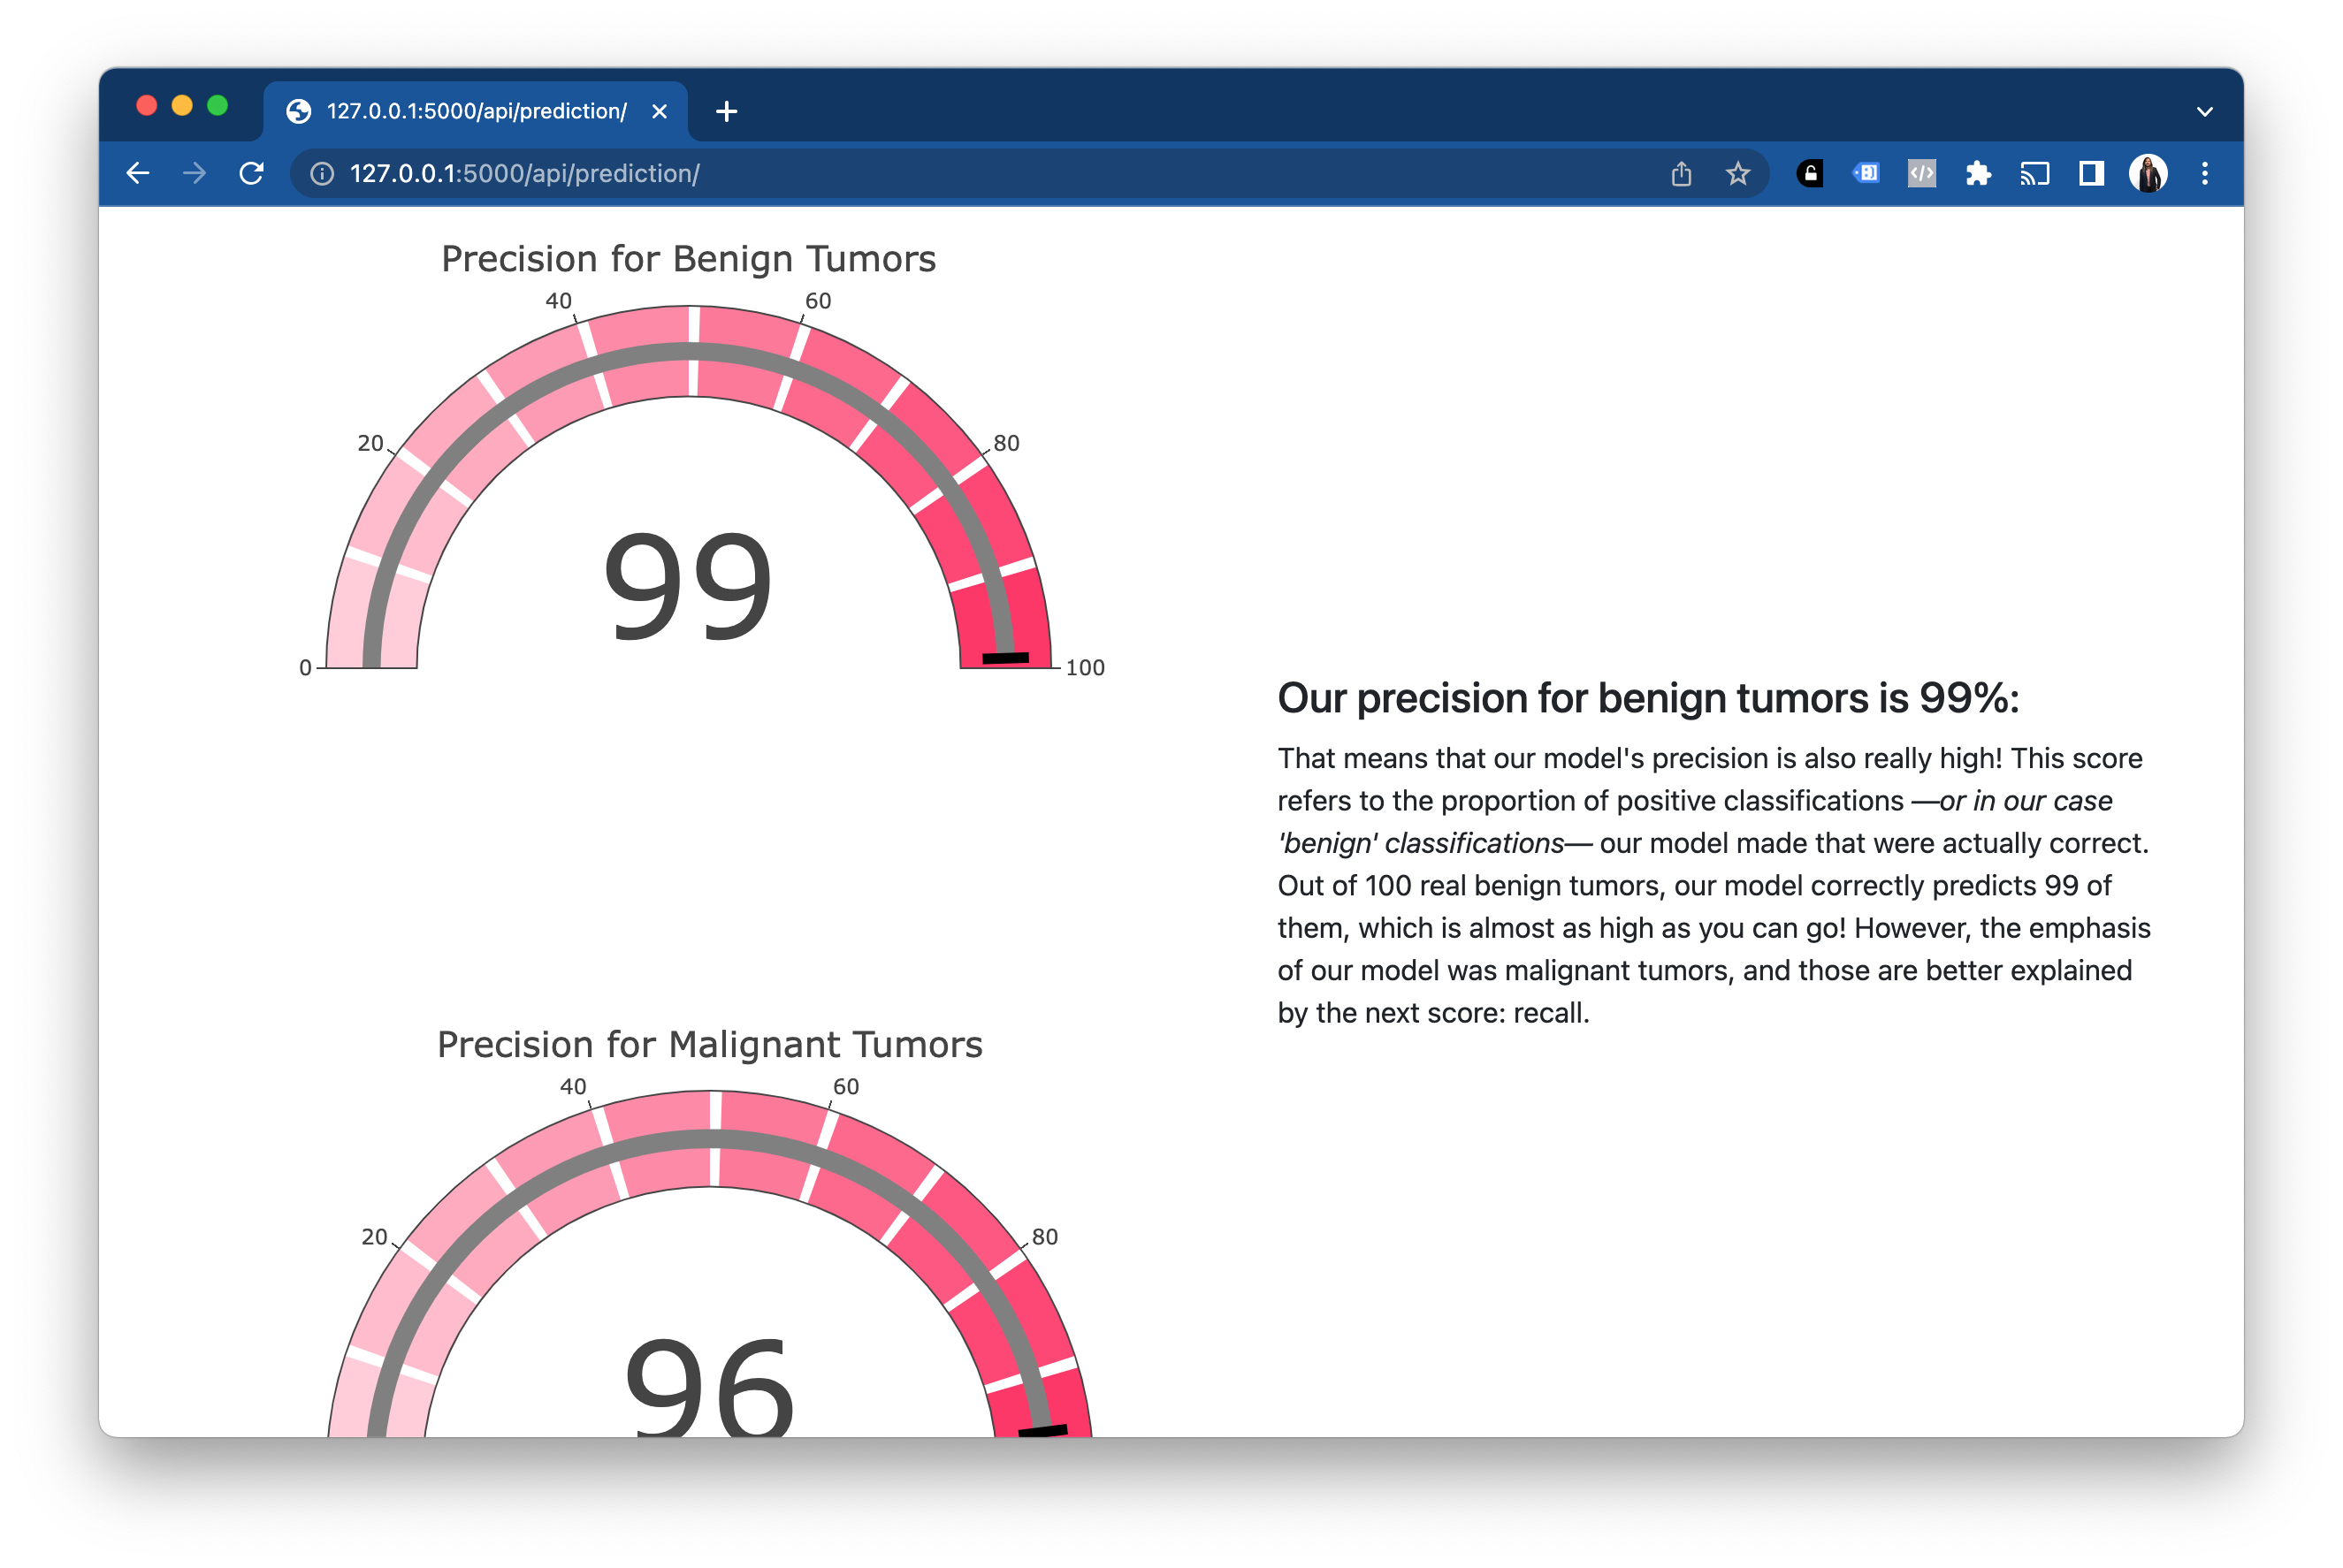 127.0.0.1:5000/api/prediction/
127.0.0.1:5000/api/prediction/
Precision for Benign Tumors
40
60
20
80
99
0
100
Our precision for benign tumors is 99%:
That means that our model's precision is also really high! This score
refers to the proportion of positive classifications —or in our case
'benign' classifications— our model made that were actually correct.
Out of 100 real benign tumors, our model correctly predicts 99 of
them, which is almost as high as you can go! However, the emphasis
of our model was malignant tumors, and those are better explained
by the next score: recall.
Precision for Malignant Tumors
40
60
20
80
96